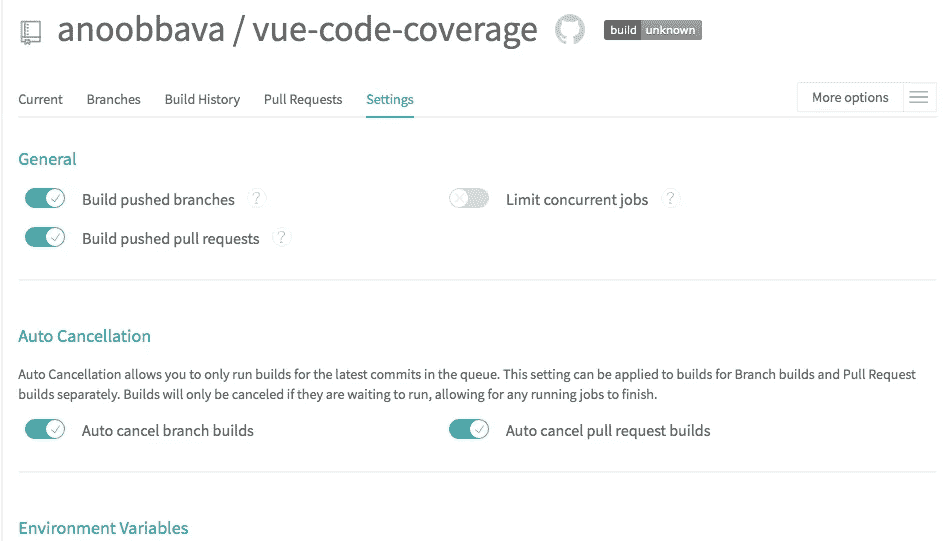 anoobbava / vue-code-coverage build unknown
Current Branches Build History Pull Requests Settings More options
General
Build pushed branches ? Limit concurrent jobs ?
Build pushed pull requests ?
Auto Cancellation
Auto Cancellation allows you to only run builds for the latest commits in the queue. This setting can be applied to builds for Branch builds and Pull Request
builds separately. Builds will only be canceled if they are waiting to run, allowing for any running jobs to finish.
Auto cancel branch builds Auto cancel pull request builds
Environment Variables